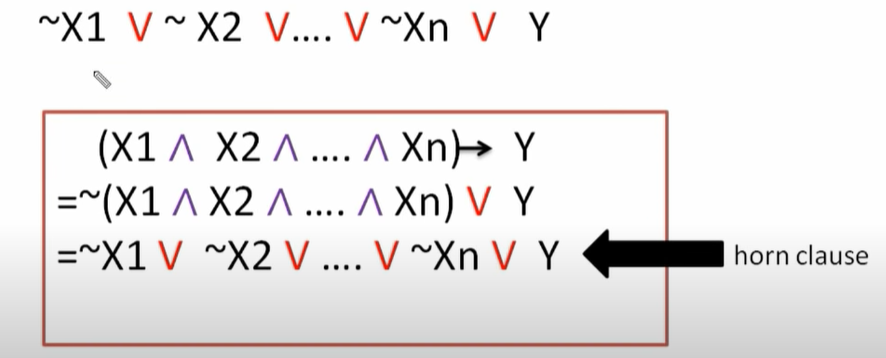 ~X1 V ~ X2 V.... V ~Xn V Y
(X1 Λ X2 Λ .... Λ Xn)→ Y
=~(X1 Λ X2 Λ .... Λ Xn) V Y
=~X1 V ~X2 V .... V ~Xn V Y
horn clause